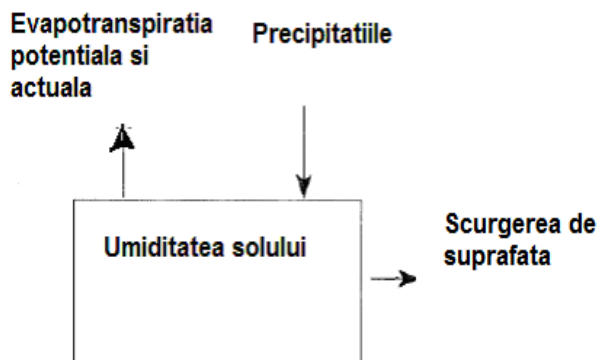 Evapotranspiratia
potentiala si
actuala
Precipitatiile
Umiditatea solului
Scurgerea de
suprafata